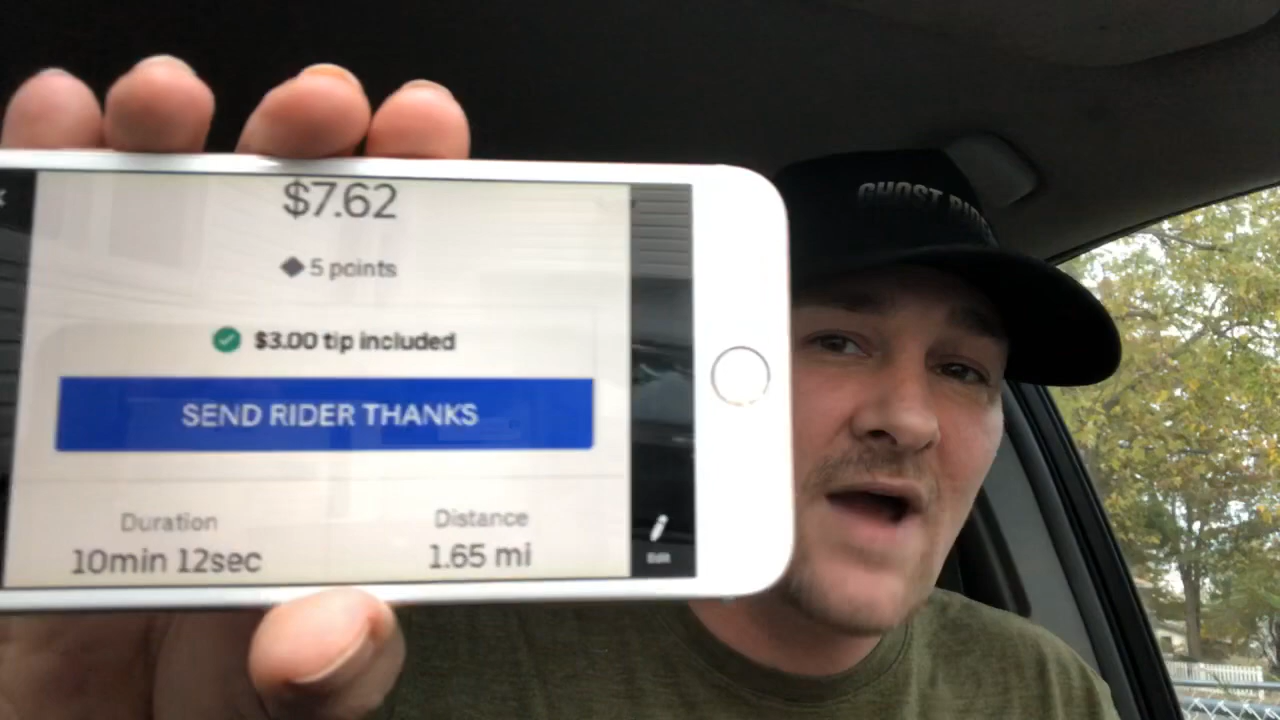 $7.62
5 points
$3.00 tip included
SEND RIDER THANKS
Duration
Distance
10min 12sec
1.65 mi
Edit
GHOST